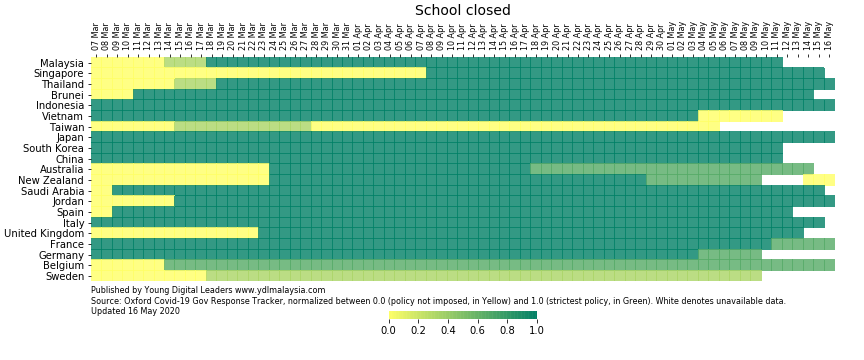 School closed
07 Mar
08 Mar
09 Mar
10 Mar
11 Mar
12 Mar
13 Mar
14 Mar
15 Mar
16 Mar
17 Mar
18 Mar
19 Mar
20 Mar
21 Mar
22 Mar
23 Mar
24 Mar
25 Mar
26 Mar
27 Mar
28 Mar
29 Mar
30 Mar
31 Mar
01 Apr
02 Apr
03 Apr
04 Apr
05 Apr
06 Apr
07 Apr
08 Apr
09 Apr
10 Apr
11 Apr
12 Apr
13 Apr
14 Apr
15 Apr
16 Apr
17 Apr
18 Apr
19 Apr
20 Apr
21 Apr
22 Apr
23 Apr
24 Apr
25 Apr
26 Apr
27 Apr
28 Apr
29 Apr
30 Apr
01 May
02 May
03 May
04 May
05 May
06 May
07 May
08 May
09 May
10 May
11 May
12 May
13 May
14 May
15 May
16 May
Malaysia
Singapore
Thailand
Brunei
Indonesia
Vietnam
Taiwan
Japan
South Korea
China
Australia
New Zealand
Saudi Arabia
Jordan
Spain
Italy
United Kingdom
France
Germany
Belgium
Sweden
Published by Young Digital Leaders www.ydlmalaysia.com
Source: Oxford Covid-19 Gov Response Tracker, normalized between 0.0 (policy not imposed, in Yellow) and 1.0 (strictest policy, in Green). White denotes unavailable data.
Updated 16 May 2020
0.0 0.2 0.4 0.6 0.8 1.0